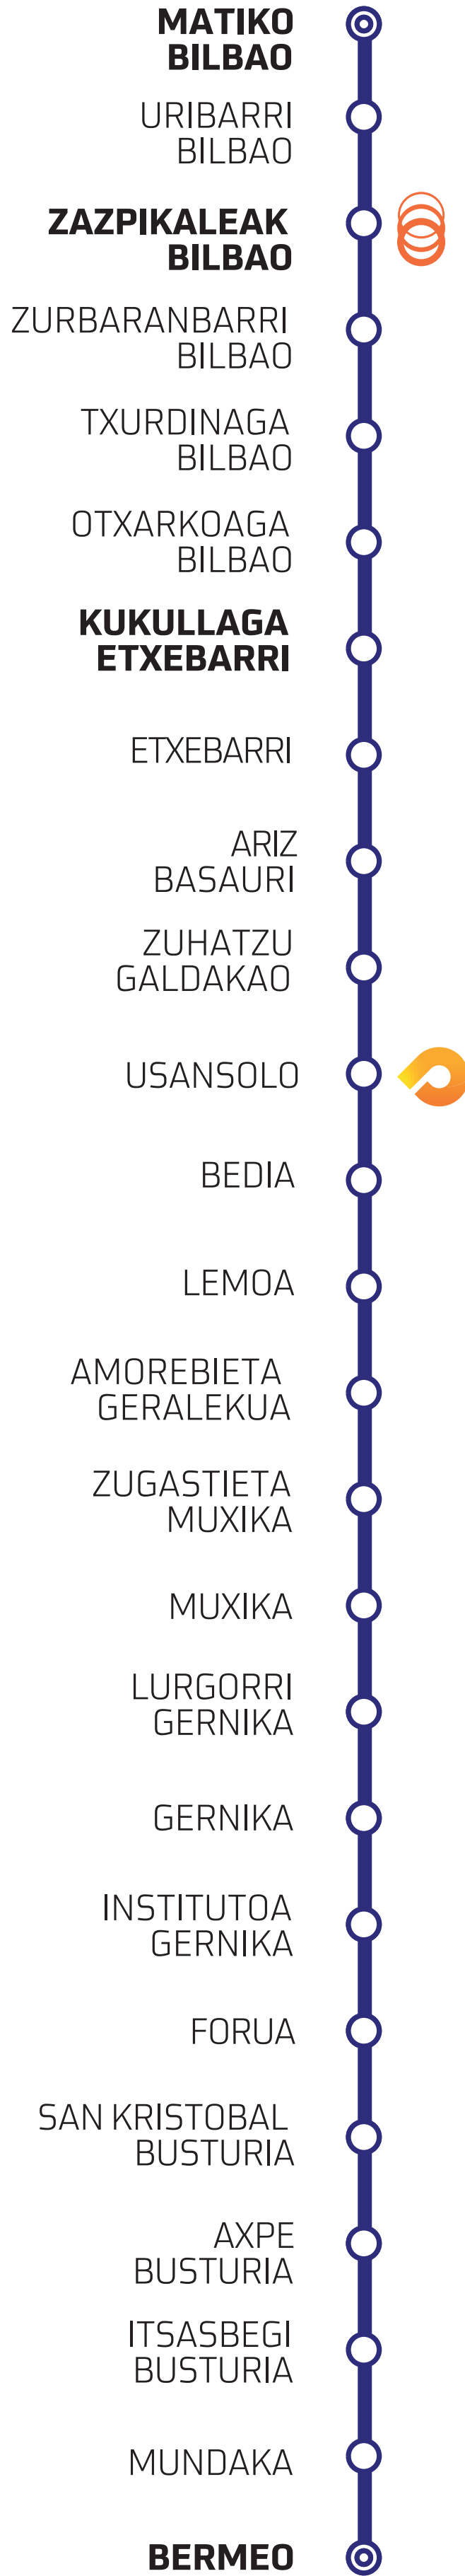 MATIKO
BILBAO
URIBARRI
BILBAO
ZAZPIKALEAK
BILBAO
ZURBARANBARRI
BILBAO
TXURDINAGA
BILBAO
OTXARKOAGA
BILBAO
KUKULLAGA
ETXEBARRI
ETXEBARRI
ARIZ
BASAURI
ZUHATZU
GALDAKAO
USANSOLO
BEDIA
LEMOA
AMOREBIETA
GERALEKUA
ZUGASTIETA
MUXIKA
MUXIKA
LURGORRI
GERNIKA
GERNIKA
INSTITUTOA
GERNIKA
FORUA
SAN KRISTOBAL
BUSTURIA
AXPE
BUSTURIA
ITSASBEGI
BUSTURIA
MUNDAKA
BERMEO